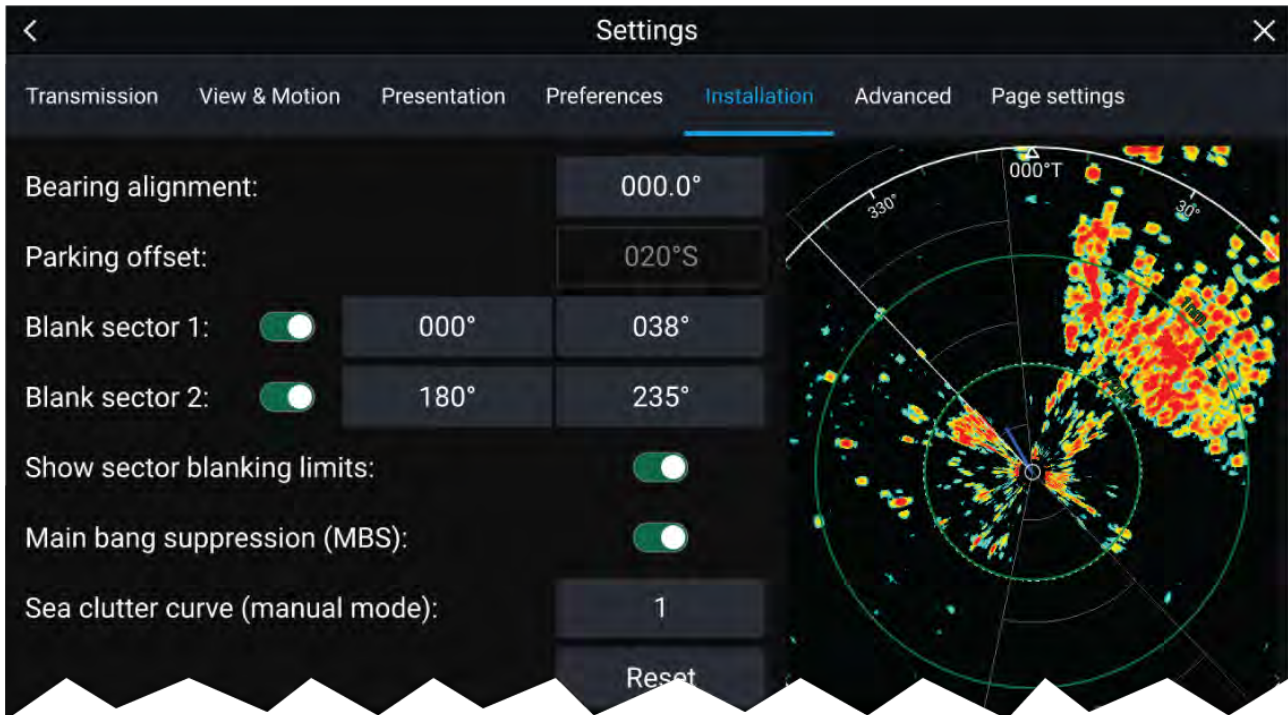 Settings
Transmission View & Motion Presentation Preferences Installation Advanced Page settings
Bearing alignment: 000.0°
Parking offset: 020°S
Blank sector 1: 000° 038°
Blank sector 2: 180° 235°
Show sector blanking limits:
Main bang suppression (MBS):
Sea clutter curve (manual mode): 1
Reset
000°T
330°
30°
1nm